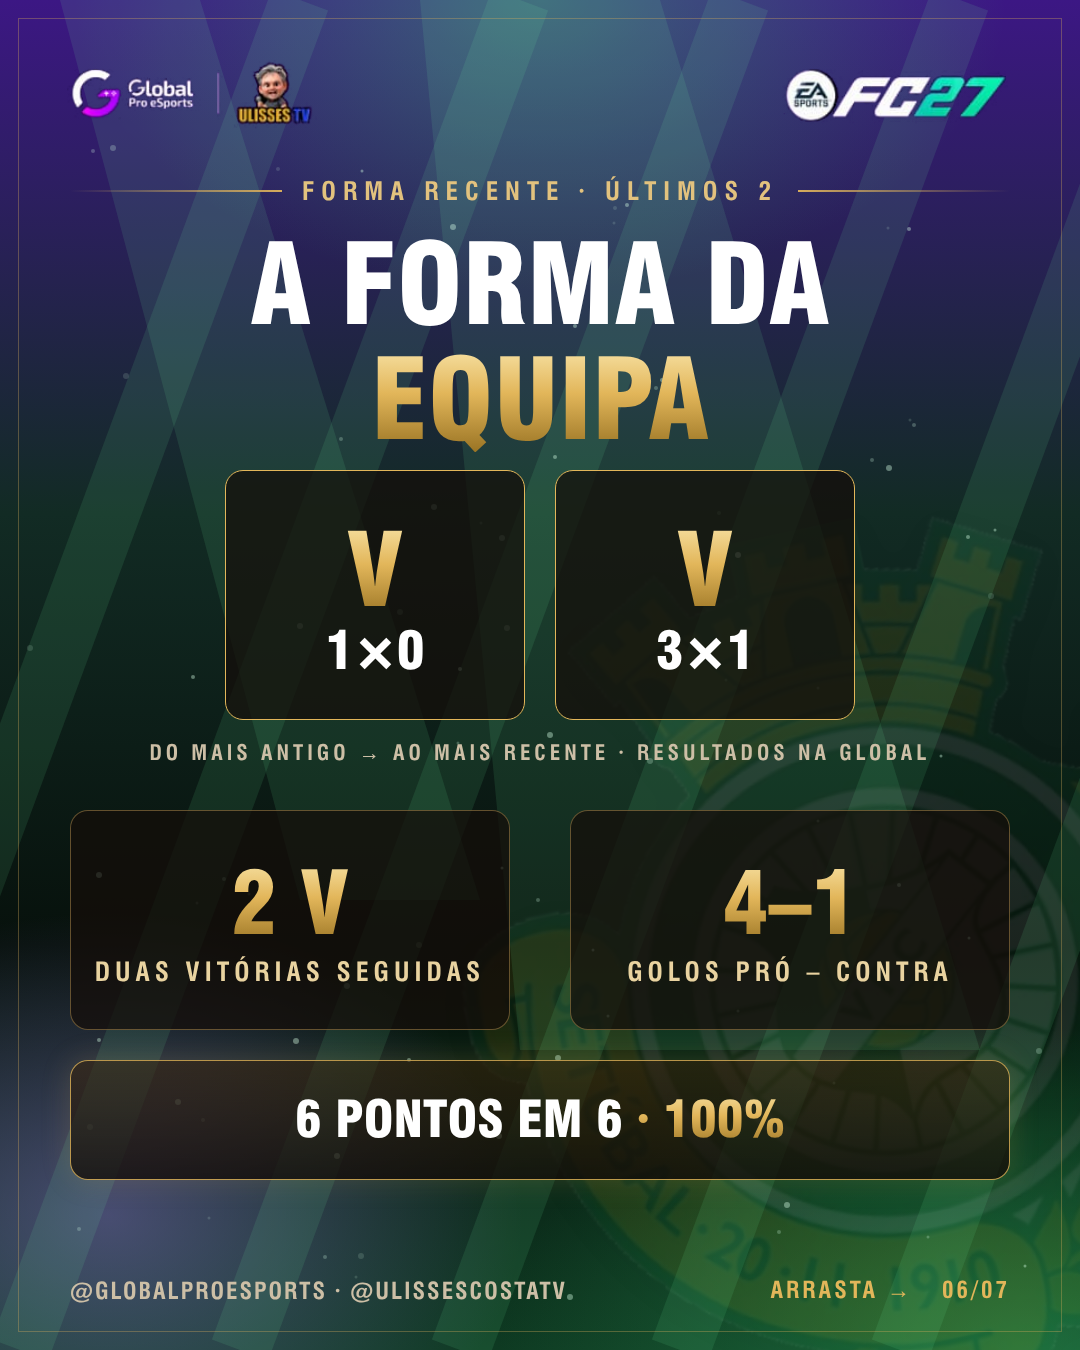 Global
Pro eSports
ULISSES TV
EA
SPORTS
FC27
FORMA RECENTE · ÚLTIMOS 2
A FORMA DA
EQUIPA
V
1×0
V
3×1
DO MAIS ANTIGO → AO MAIS RECENTE · RESULTADOS NA GLOBAL
2 V
DUAS VITÓRIAS SEGUIDAS
4–1
GOLOS PRÓ – CONTRA
6 PONTOS EM 6 · 100%
@GLOBALPROESPORTS · @ULISSESCOSTATV
ARRASTA → 06/07